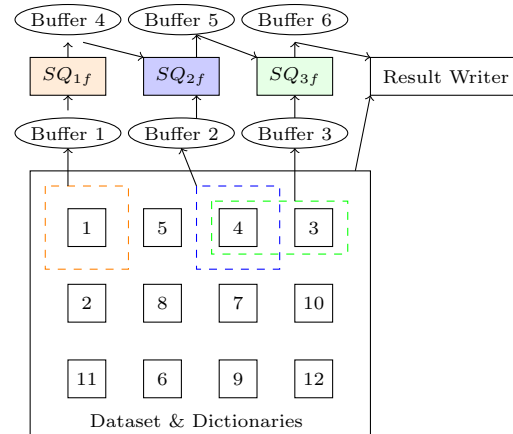 Buffer 4 Buffer 5 Buffer 6
SQ1f SQ2f SQ3f Result Writer
Buffer 1 Buffer 2 Buffer 3
1 5 4 3
2 8 7 10
11 6 9 12
Dataset & Dictionaries